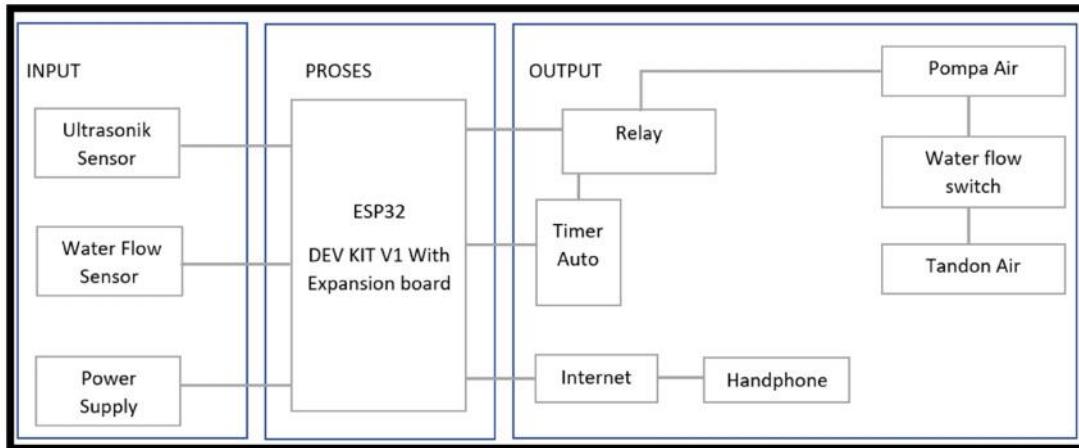 INPUT
Ultrasonik
Sensor
Water Flow
Sensor
Power
Supply
PROSES
ESP32
DEV KIT V1 With
Expansion board
OUTPUT
Relay
Timer
Auto
Internet
Handphone
Pompa Air
Water flow
switch
Tandon Air